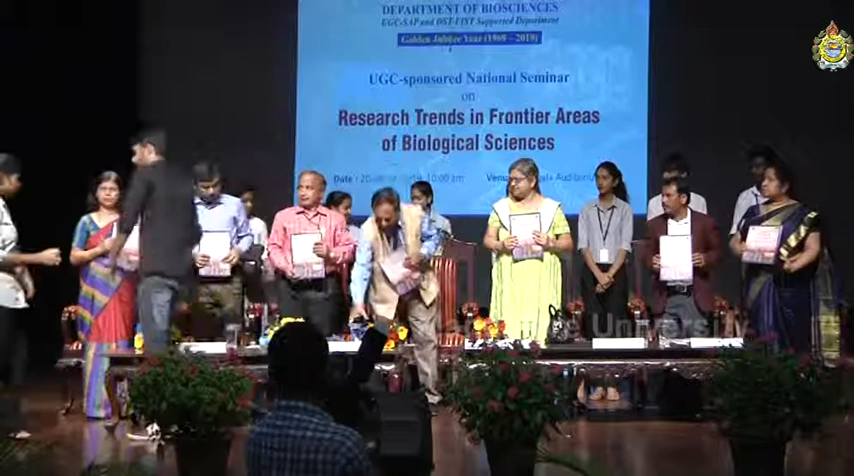 DEPARTMENT OF BIOSCIENCES
UGC-SAP and DST-FIST Supported Department
Golden Jubilee Year (1969 - 2019)
UGC-sponsored National Seminar
on
Research Trends in Frontier Areas
of Biological Sciences
Date
10:00 am
Venue
Auditorium
University